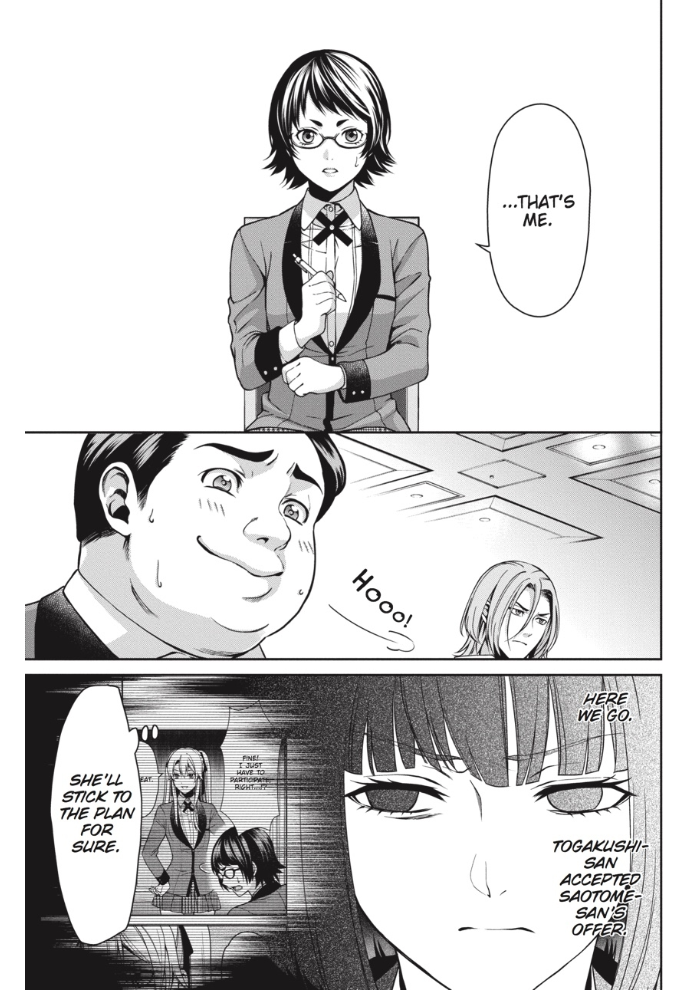 ...THAT'S
ME.
HOOO!
HERE
WE GO.
TOGAKUSHI-
SAN
ACCEPTED
SAOTOME-
SAN'S
OFFER.
FINE!
I JUST
HAVE TO
PARTICIPATE,
RIGHT...!?
EAT.
SHE'LL
STICK TO
THE PLAN
FOR
SURE.